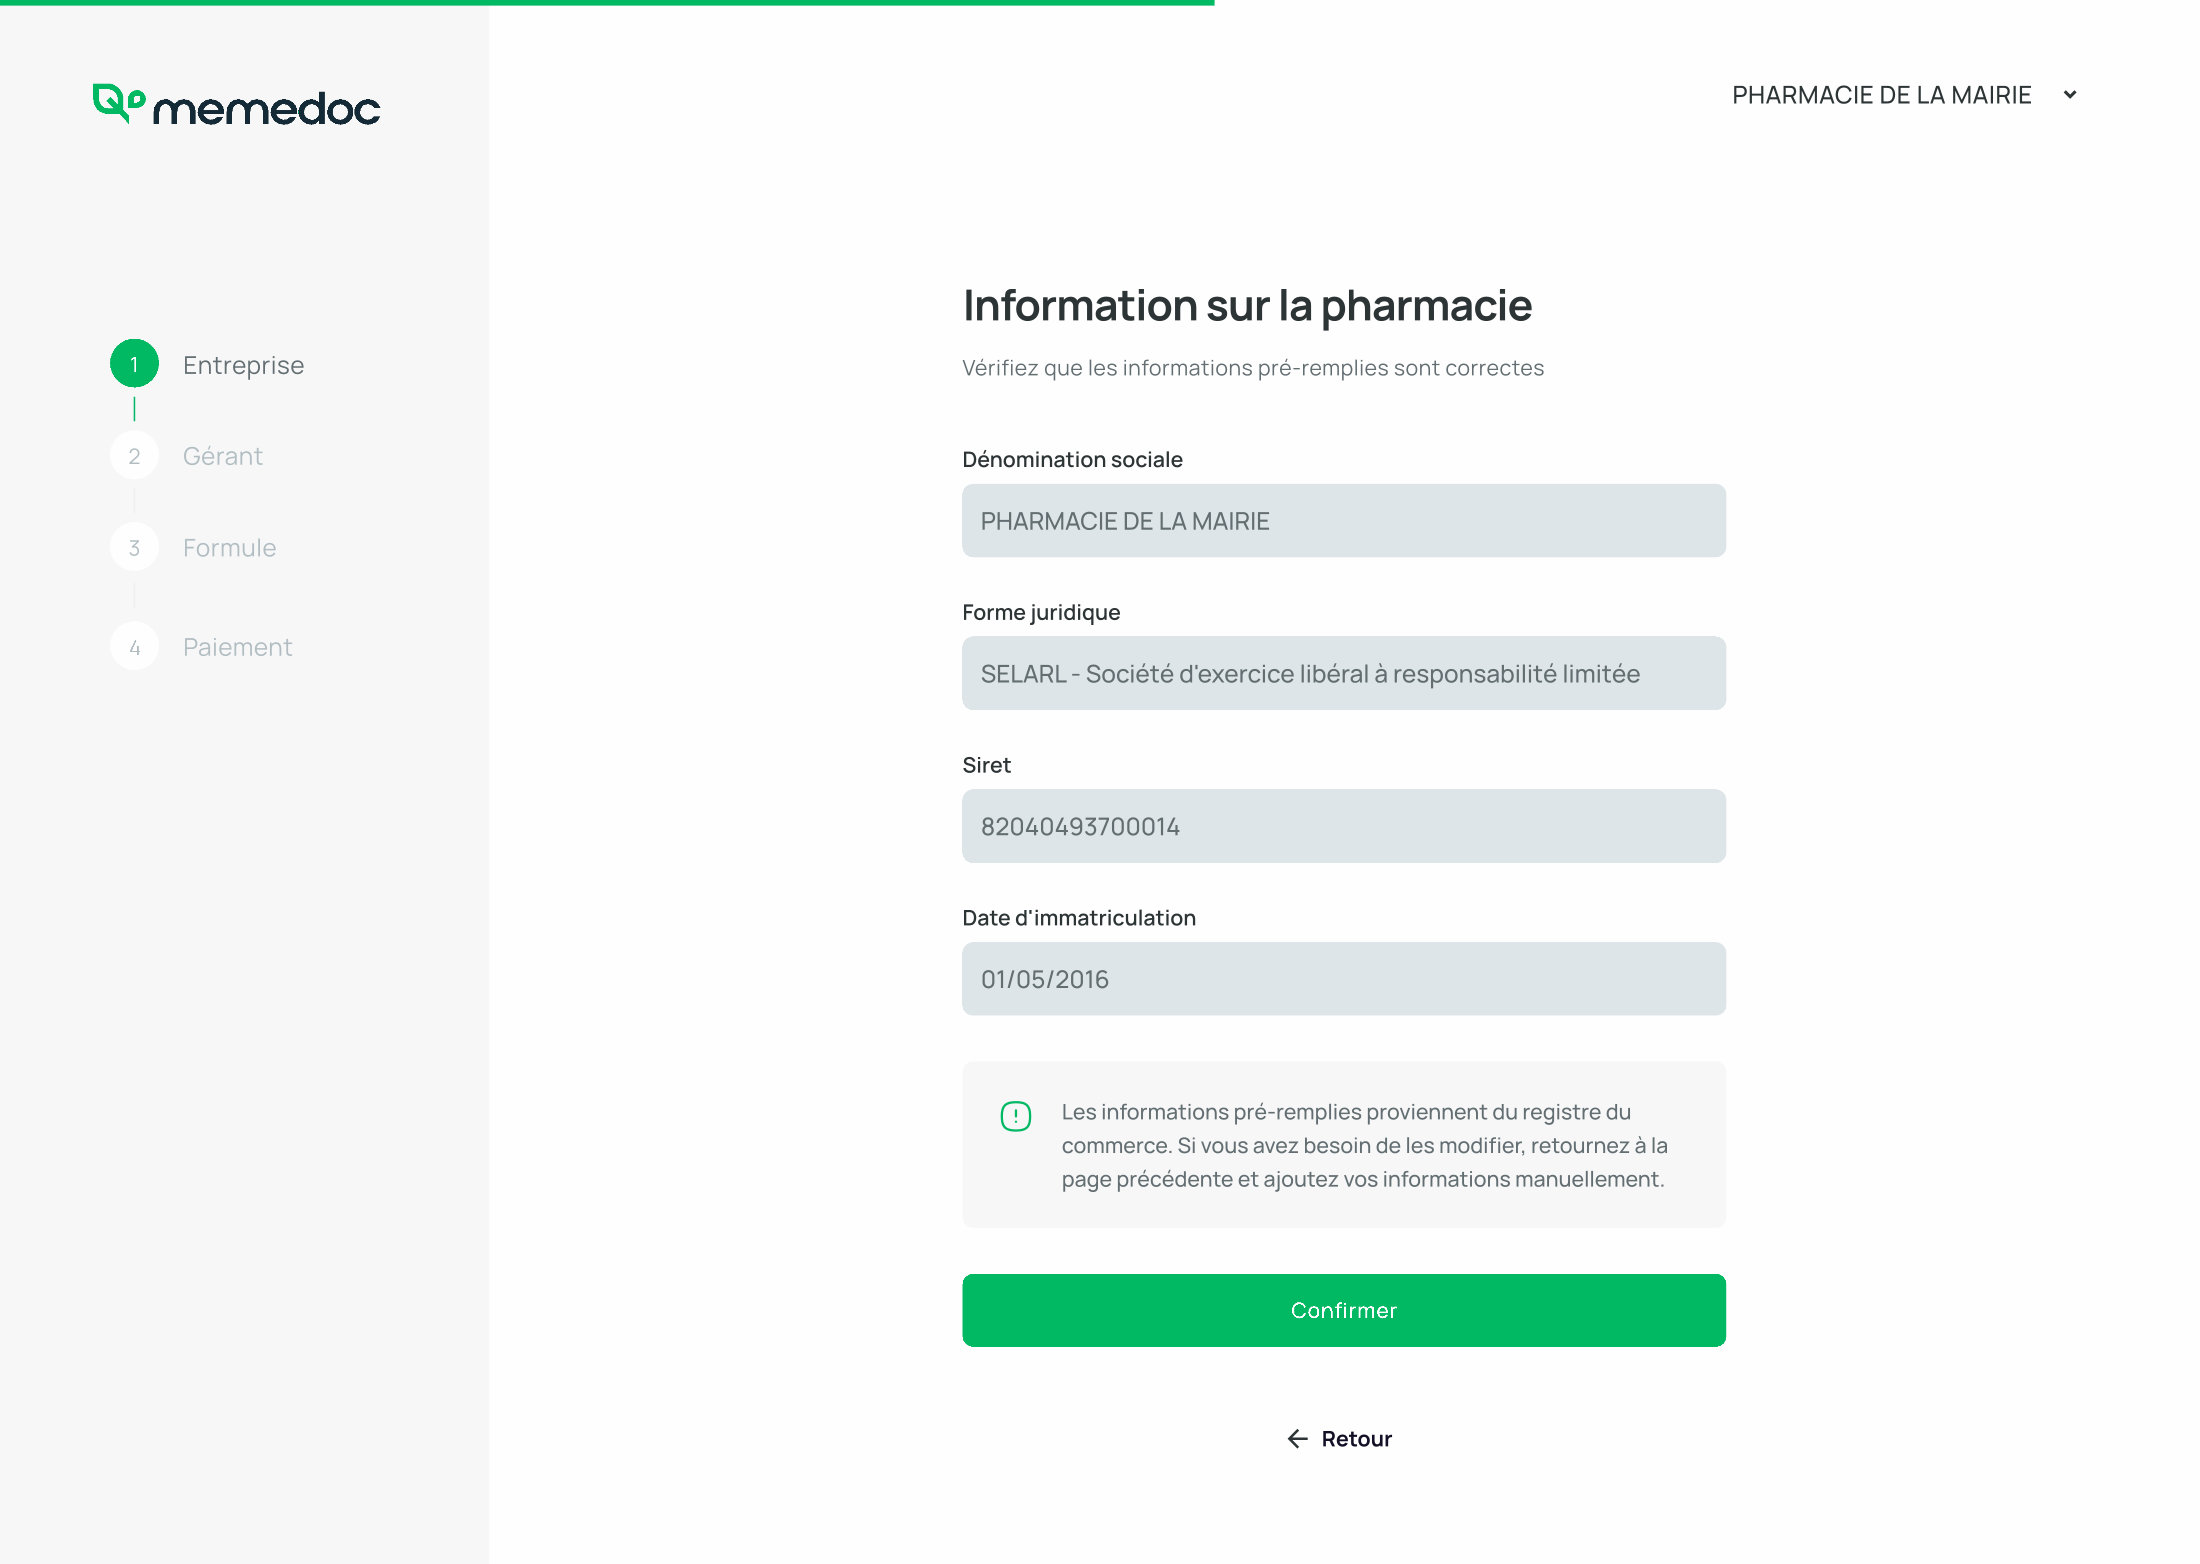 memedoc
PHARMACIE DE LA MAIRIE
1 Entreprise
2 Gérant
3 Formule
4 Paiement
Information sur la pharmacie
Vérifiez que les informations pré-remplies sont correctes
Dénomination sociale
PHARMACIE DE LA MAIRIE
Forme juridique
SELARL - Société d'exercice libéral à responsabilité limitée
Siret
82040493700014
Date d'immatriculation
01/05/2016
Les informations pré-remplies proviennent du registre du
commerce. Si vous avez besoin de les modifier, retournez à la
page précédente et ajoutez vos informations manuellement.
Confirmer
Retour